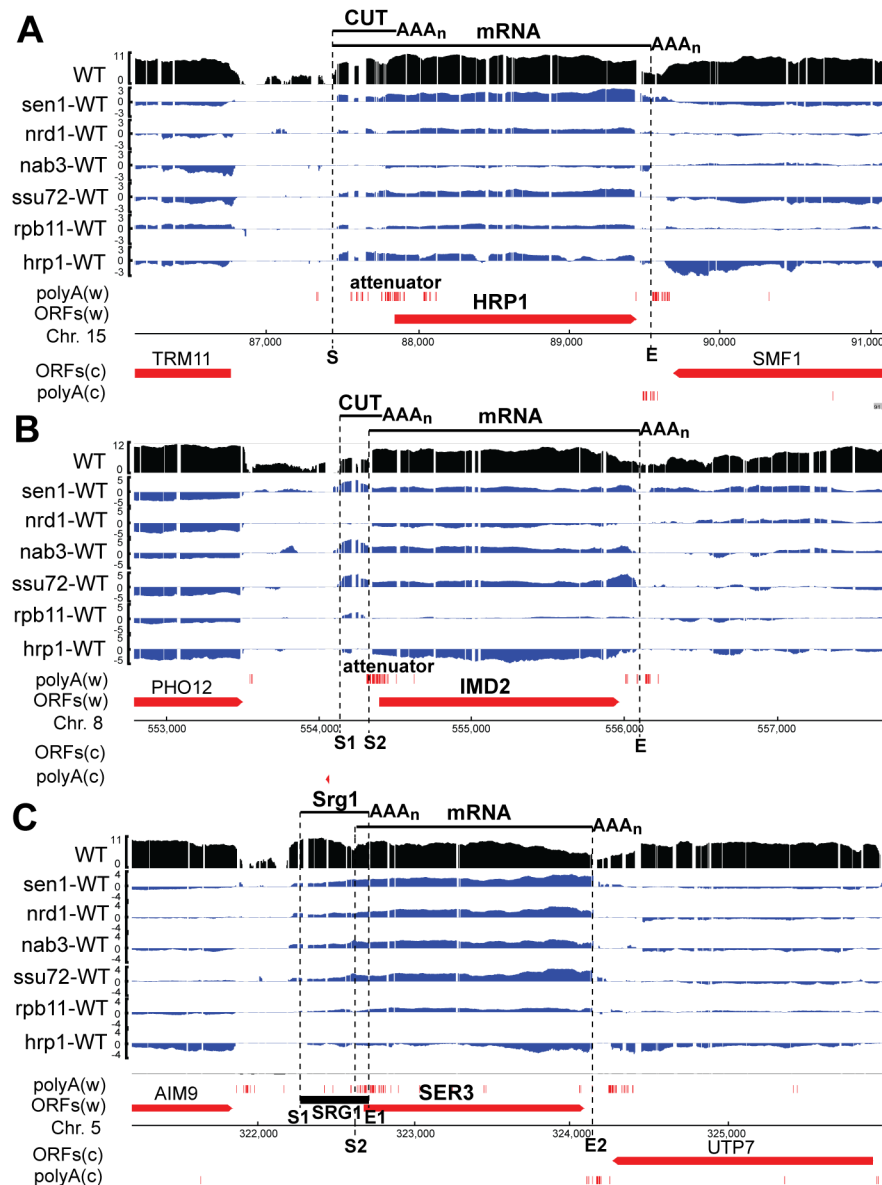 A
CUT
AAAn
mRNA
AAAn
11
WT
0
3
sen1-WT 0
-3
3
nrd1-WT 0
-3
3
nab3-WT 0
-3
3
ssu72-WT 0
-3
3
rpb11-WT 0
-3
3
hrp1-WT 0
-3
polyA(w) attenuator
ORFs(w) HRP1
Chr. 15 87,000 88,000 89,000 90,000 91,000
S E
ORFs(c) TRM11 SMF1
polyA(c)
B
CUT
AAAn
mRNA
AAAn
12
WT
0
5
sen1-WT 0
-5
5
nrd1-WT 0
-5
5
nab3-WT 0
-5
5
ssu72-WT 0
-5
5
rpb11-WT 0
-5
5
hrp1-WT 0
-5
polyA(w) attenuator
ORFs(w) PHO12 IMD2
Chr. 8 553,000 554,000 555,000 556,000 557,000
S1 S2 E
ORFs(c)
polyA(c)
C
Srg1
AAAn
mRNA
AAAn
11
WT
0
4
sen1-WT 0
-4
4
nrd1-WT 0
-4
4
nab3-WT 0
-4
4
ssu72-WT 0
-4
4
rpb11-WT 0
-4
4
hrp1-WT 0
-4
polyA(w)
ORFs(w) AIM9 SER3
S1 SRG1 E1
Chr. 5 322,000 323,000 324,000 325,000
S2 E2
ORFs(c) UTP7
polyA(c)